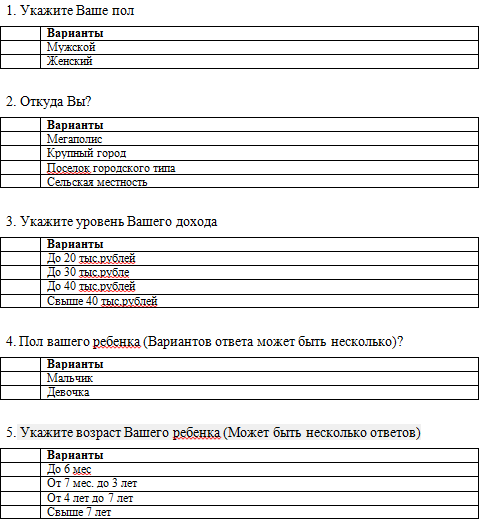 1. Укажите Ваше пол
Варианты
Мужской
Женский
2. Откуда Вы?
Варианты
Мегаполис
Крупный город
Поселок городского типа
Сельская местность
3. Укажите уровень Вашего дохода
Варианты
До 20 тыс.рублей
До 30 тыс.рубле
До 40 тыс.рублей
Свыше 40 тыс.рублей
4. Пол вашего ребенка (Вариантов ответа может быть несколько)?
Варианты
Мальчик
Девочка
5. Укажите возраст Вашего ребенка (Может быть несколько ответов)
Варианты
До 6 мес
От 7 мес. до 3 лет
От 4 лет до 7 лет
Свыше 7 лет